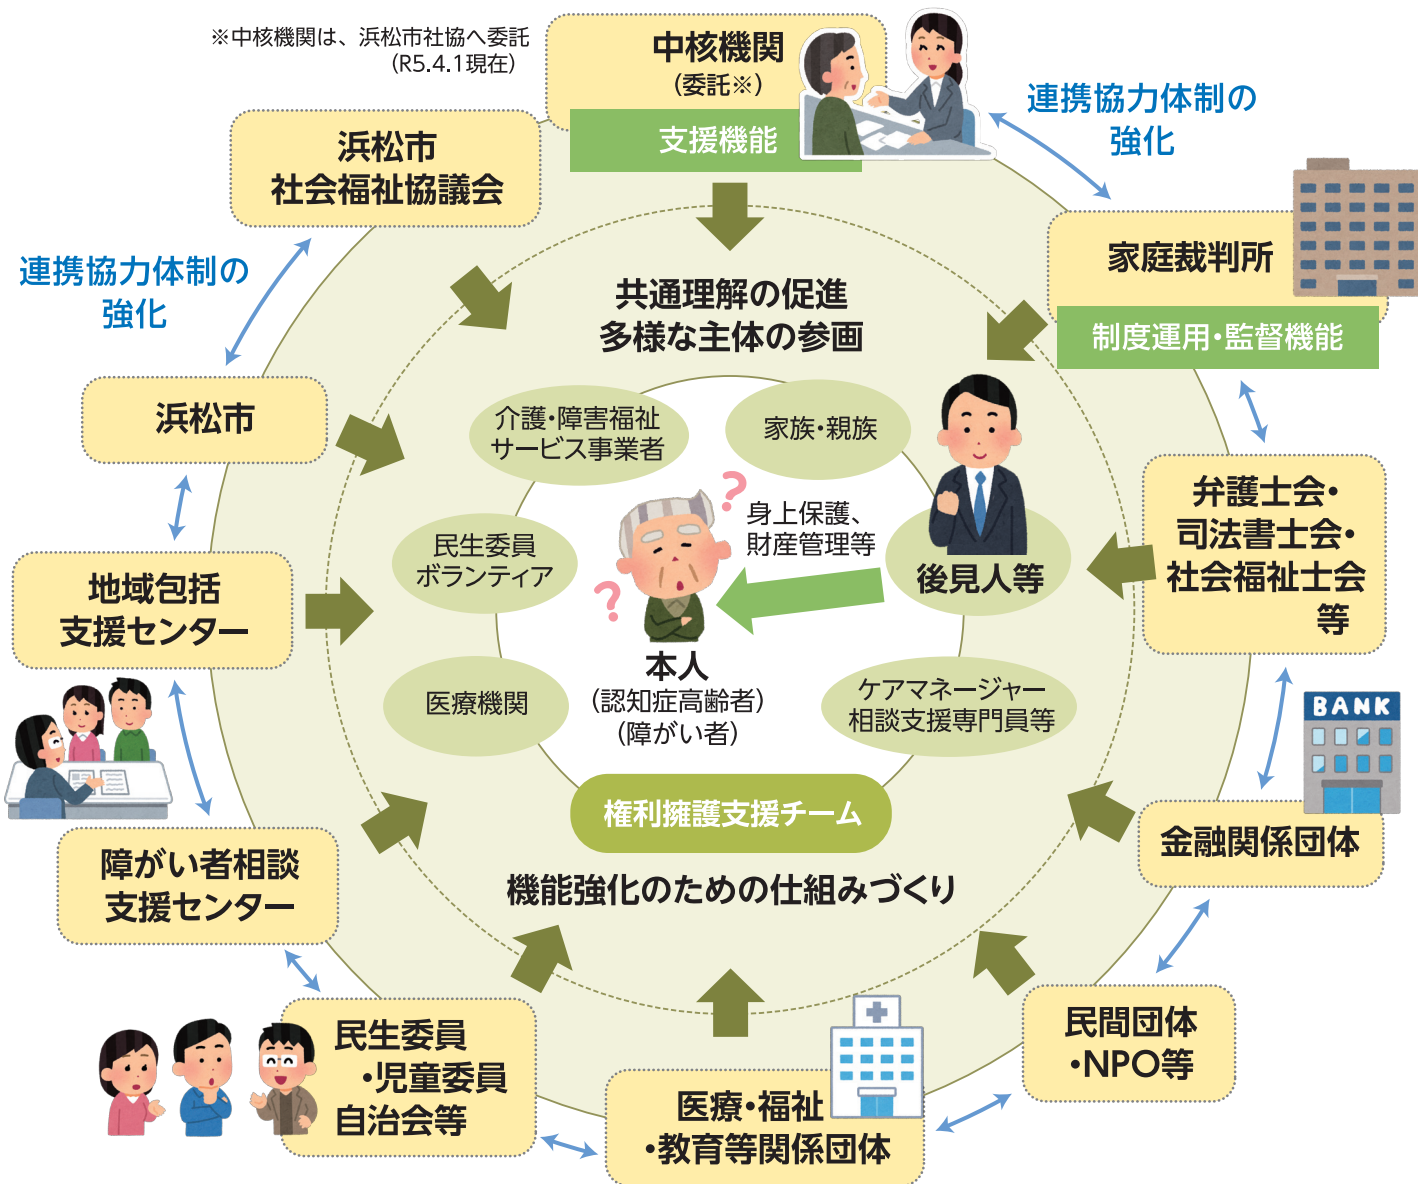 ※中核機関は、浜松市社協へ委託
(R5.4.1現在)
中核機関
(委託※)
支援機能
連携協力体制の
強化
浜松市
社会福祉協議会
家庭裁判所
制度運用・監督機能
連携協力体制の
強化
共通理解の促進
多様な主体の参画
浜松市
介護・障害福祉
サービス事業者
家族・親族
弁護士会・
司法書士会・
社会福祉士会
等
?
身上保護、
財産管理等
民生委員
ボランティア
後見人等
地域包括
支援センター
?
本人
(認知症高齢者)
(障がい者)
医療機関
ケアマネージャー
相談支援専門員等
BANK
権利擁護支援チーム
金融関係団体
障がい者相談
支援センター
機能強化のための仕組みづくり
民間団体
・NPO等
民生委員
・児童委員
自治会等
医療・福祉
・教育等関係団体